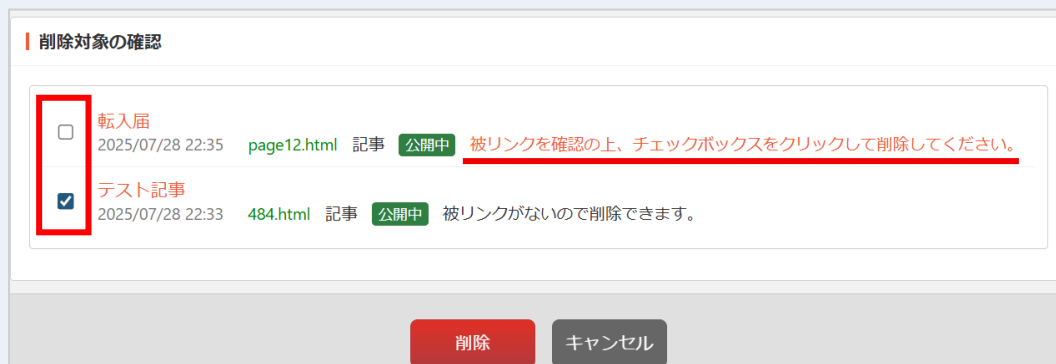 削除対象の確認
転入届
2025/07/28 22:35 page12.html 記事 公開中 被リンクを確認の上、チェックボックスをクリックして削除してください。
テスト記事
2025/07/28 22:33 484.html 記事 公開中 被リンクがないので削除できます。
削除 キャンセル